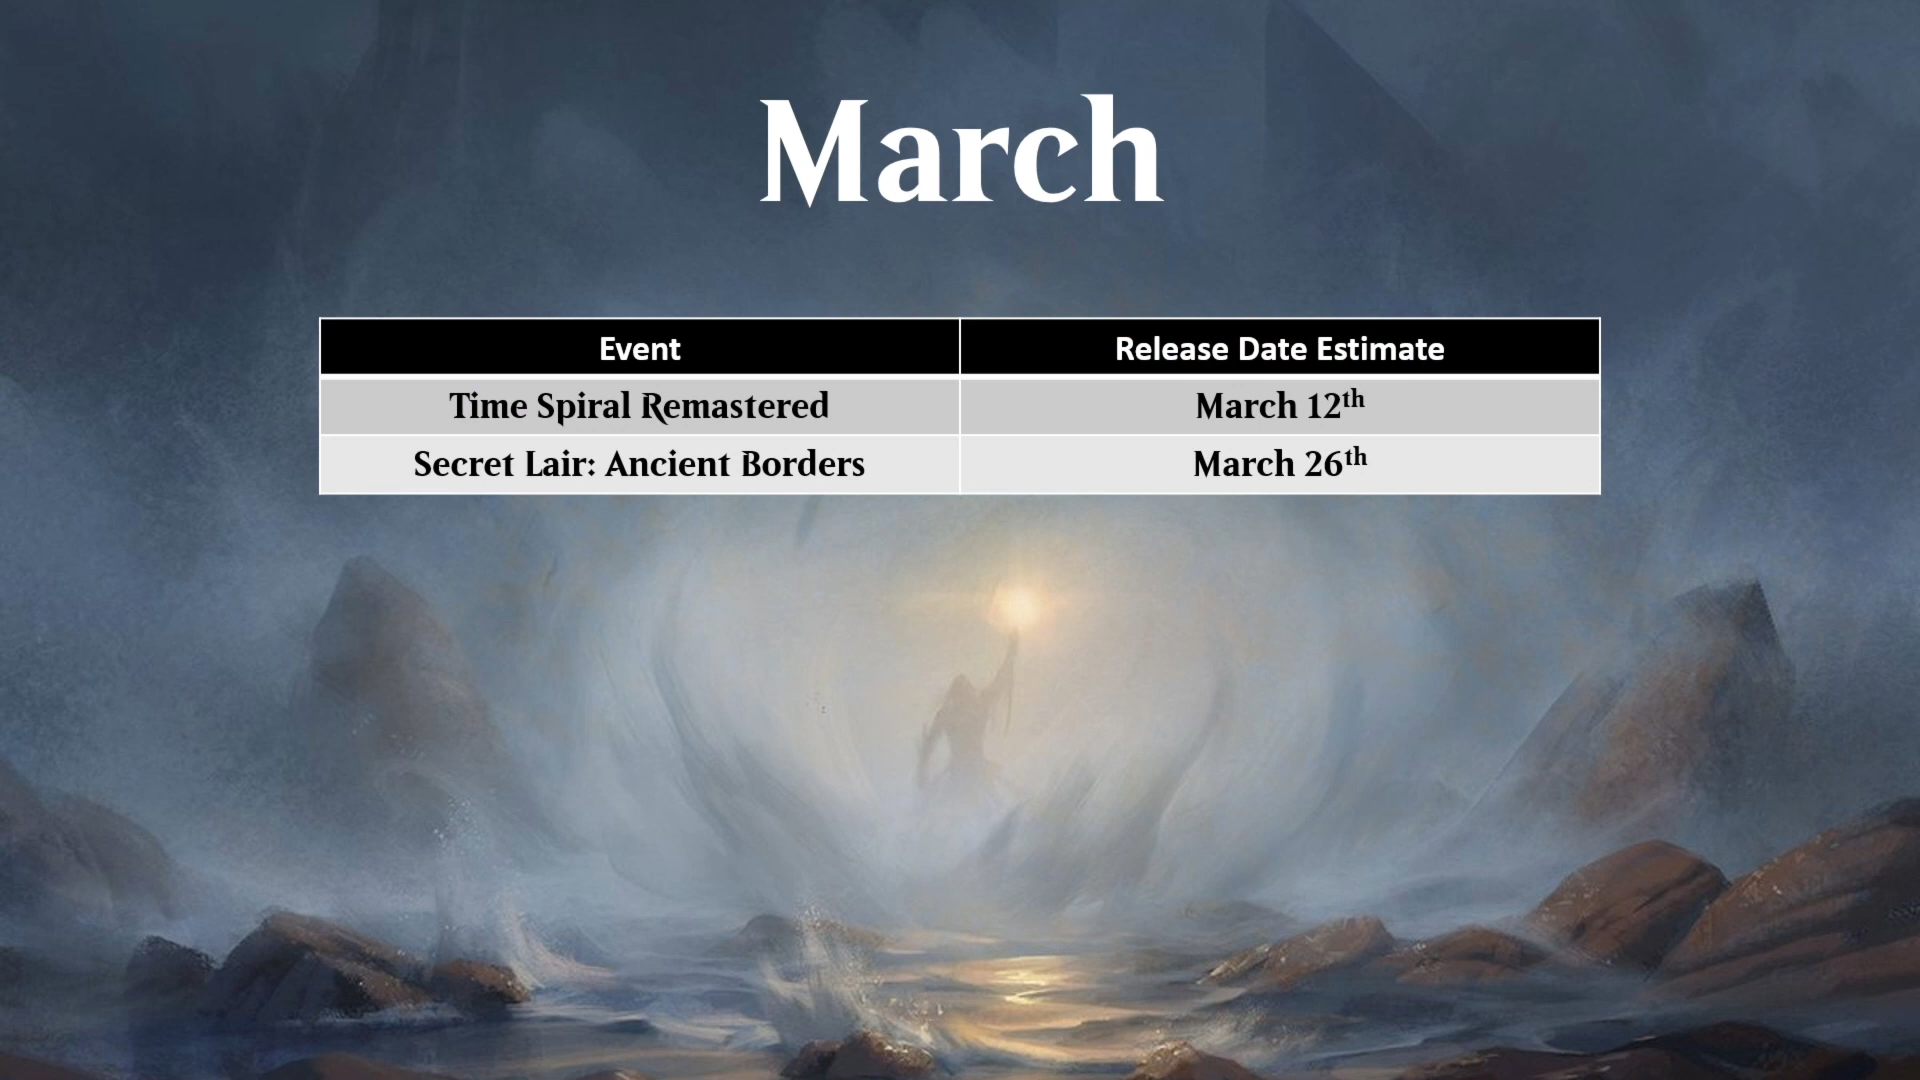 March
Event Release Date Estimate
Time Spiral Remastered March 12th
Secret Lair: Ancient Borders March 26th